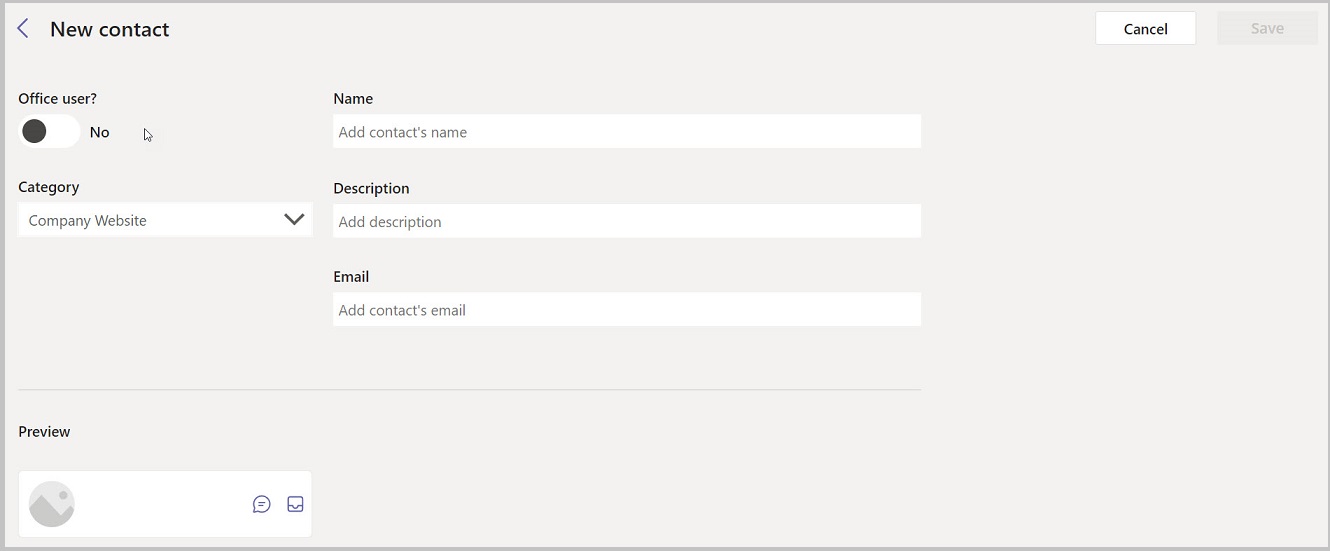 New contact
Cancel
Save
Office user?
No
Name
Add contact's name
Category
Company Website
Description
Add description
Email
Add contact's email
Preview